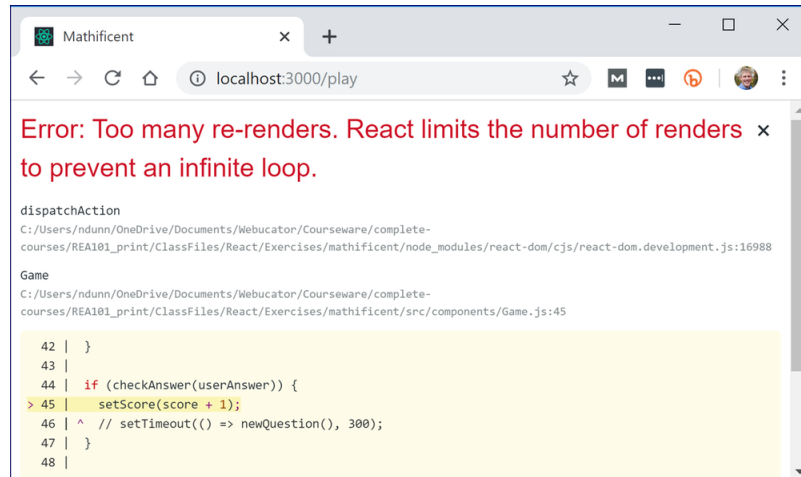 Mathificent
localhost:3000/play
Error: Too many re-renders. React limits the number of renders
to prevent an infinite loop.
dispatchAction
C:/Users/ndunn/OneDrive/Documents/Webucator/Courseware/complete-
courses/REA101_print/ClassFiles/React/Exercises/mathificent/node_modules/react-dom/cjs/react-dom.development.js:16988
Game
C:/Users/ndunn/OneDrive/Documents/Webucator/Courseware/complete-
courses/REA101_print/ClassFiles/React/Exercises/mathificent/src/components/Game.js:45
42 | }
43 |
44 | if (checkAnswer(userAnswer)) {
> 45 | setScore(score + 1);
46 | ^ // setTimeout(() => newQuestion(), 300);
47 | }
48 |